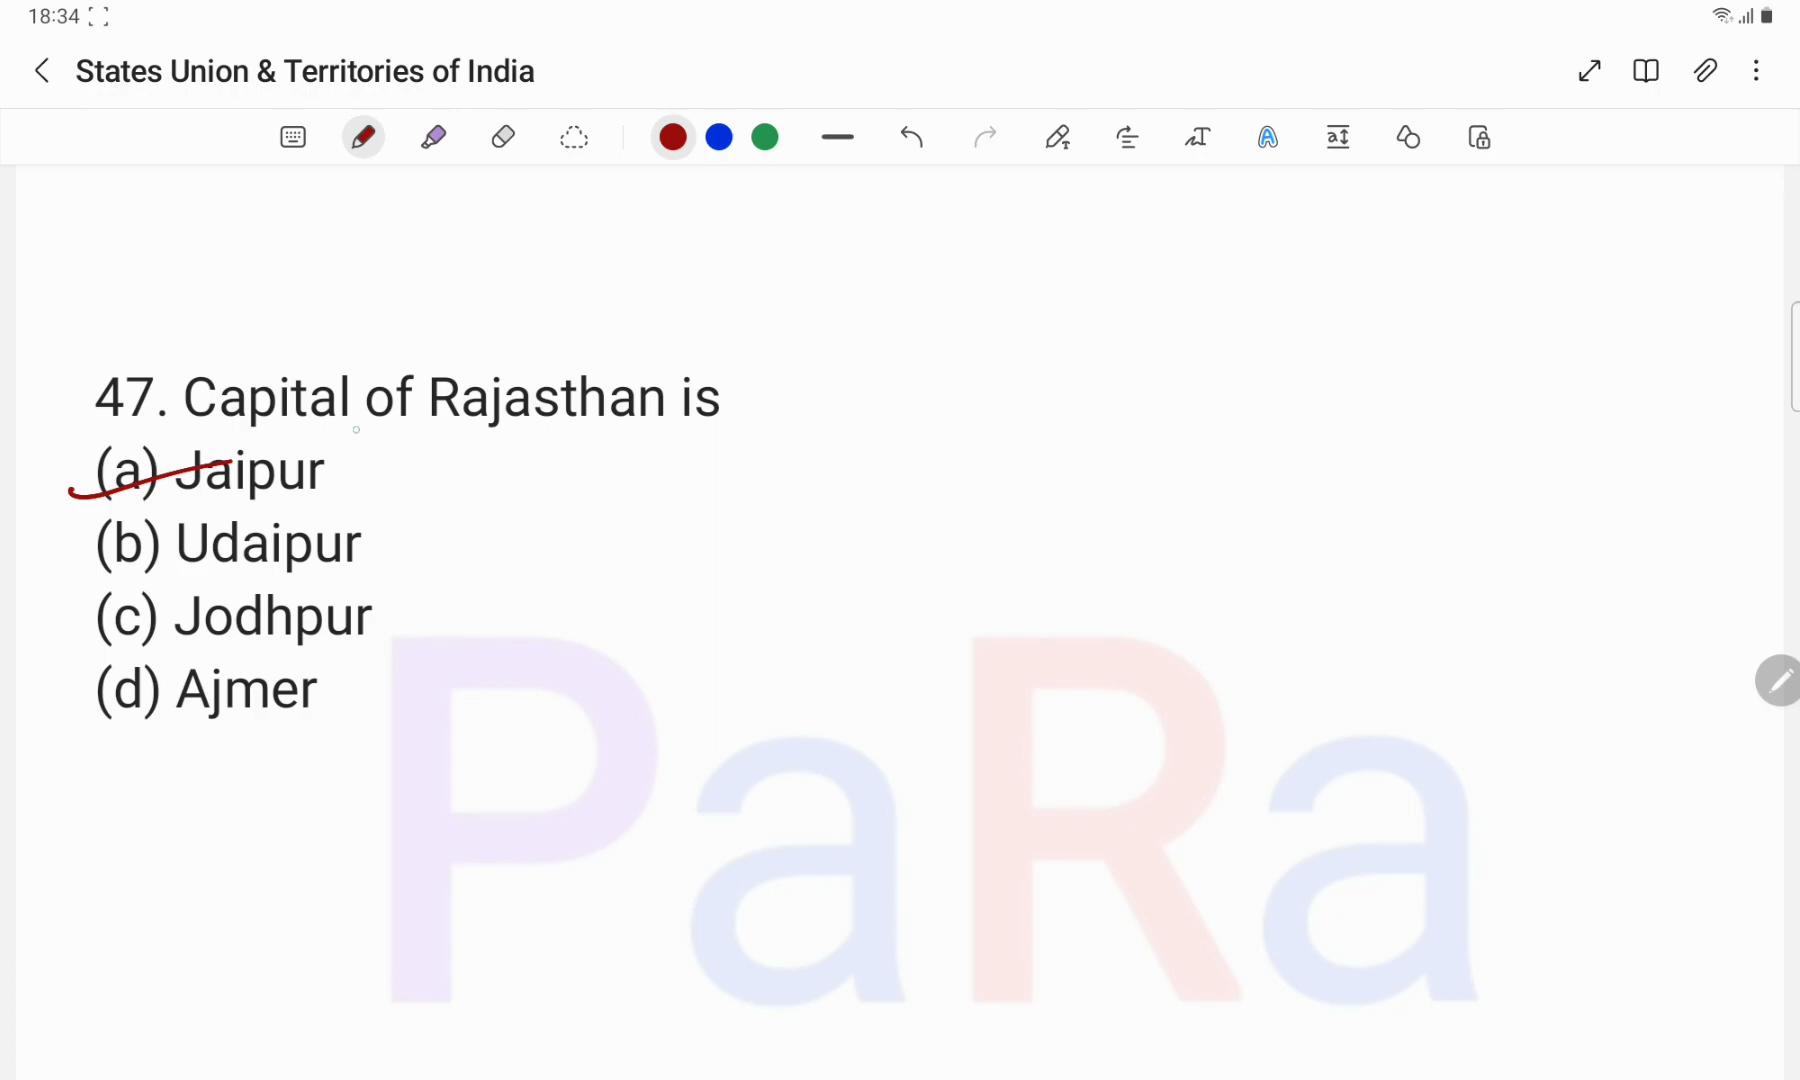 18:34
States Union & Territories of India
47. Capital of Rajasthan is
(a) Jaipur
(b) Udaipur
(c) Jodhpur
(d) Ajmer
PaRa